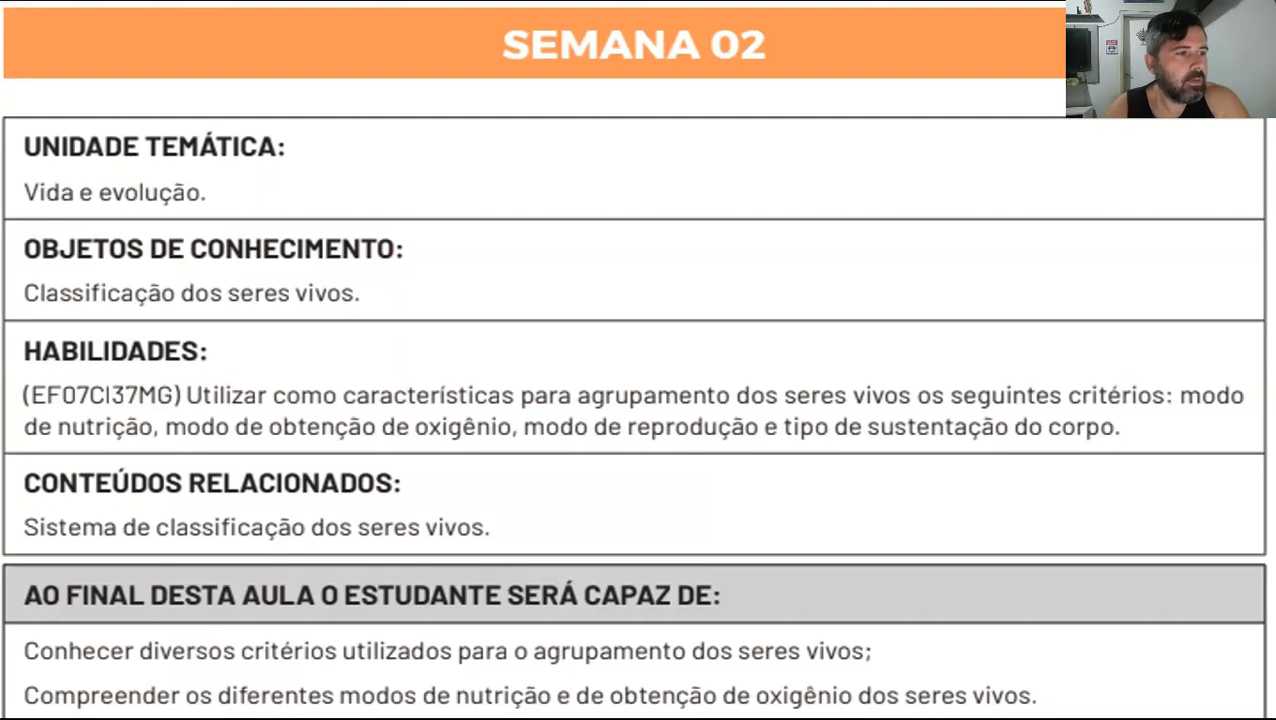 SEMANA 02
UNIDADE TEMÁTICA:
Vida e evolução.
OBJETOS DE CONHECIMENTO:
Classificação dos seres vivos.
HABILIDADES:
(EF07CI37MG) Utilizar como características para agrupamento dos seres vivos os seguintes critérios: modo
de nutrição, modo de obtenção de oxigênio, modo de reprodução e tipo de sustentação do corpo.
CONTEÚDOS RELACIONADOS:
Sistema de classificação dos seres vivos.
AO FINAL DESTA AULA O ESTUDANTE SERÁ CAPAZ DE:
Conhecer diversos critérios utilizados para o agrupamento dos seres vivos;
Compreender os diferentes modos de nutrição e de obtenção de oxigênio dos seres vivos.